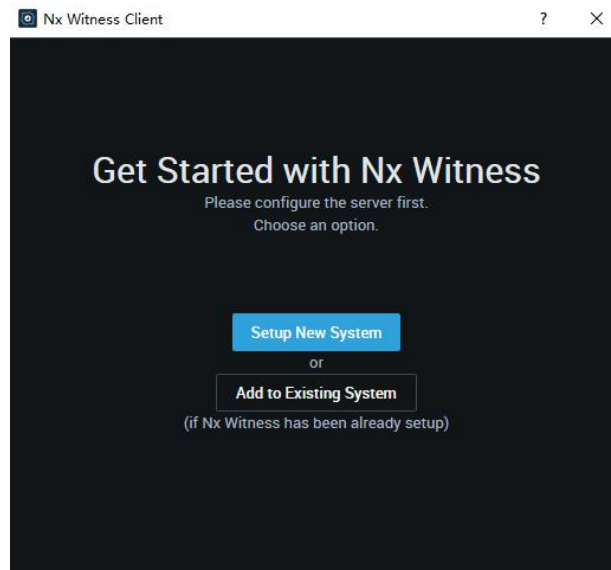 Nx Witness Client
Get Started with Nx Witness
Please configure the server first.
Choose an option.
Setup New System
or
Add to Existing System
(if Nx Witness has been already setup)